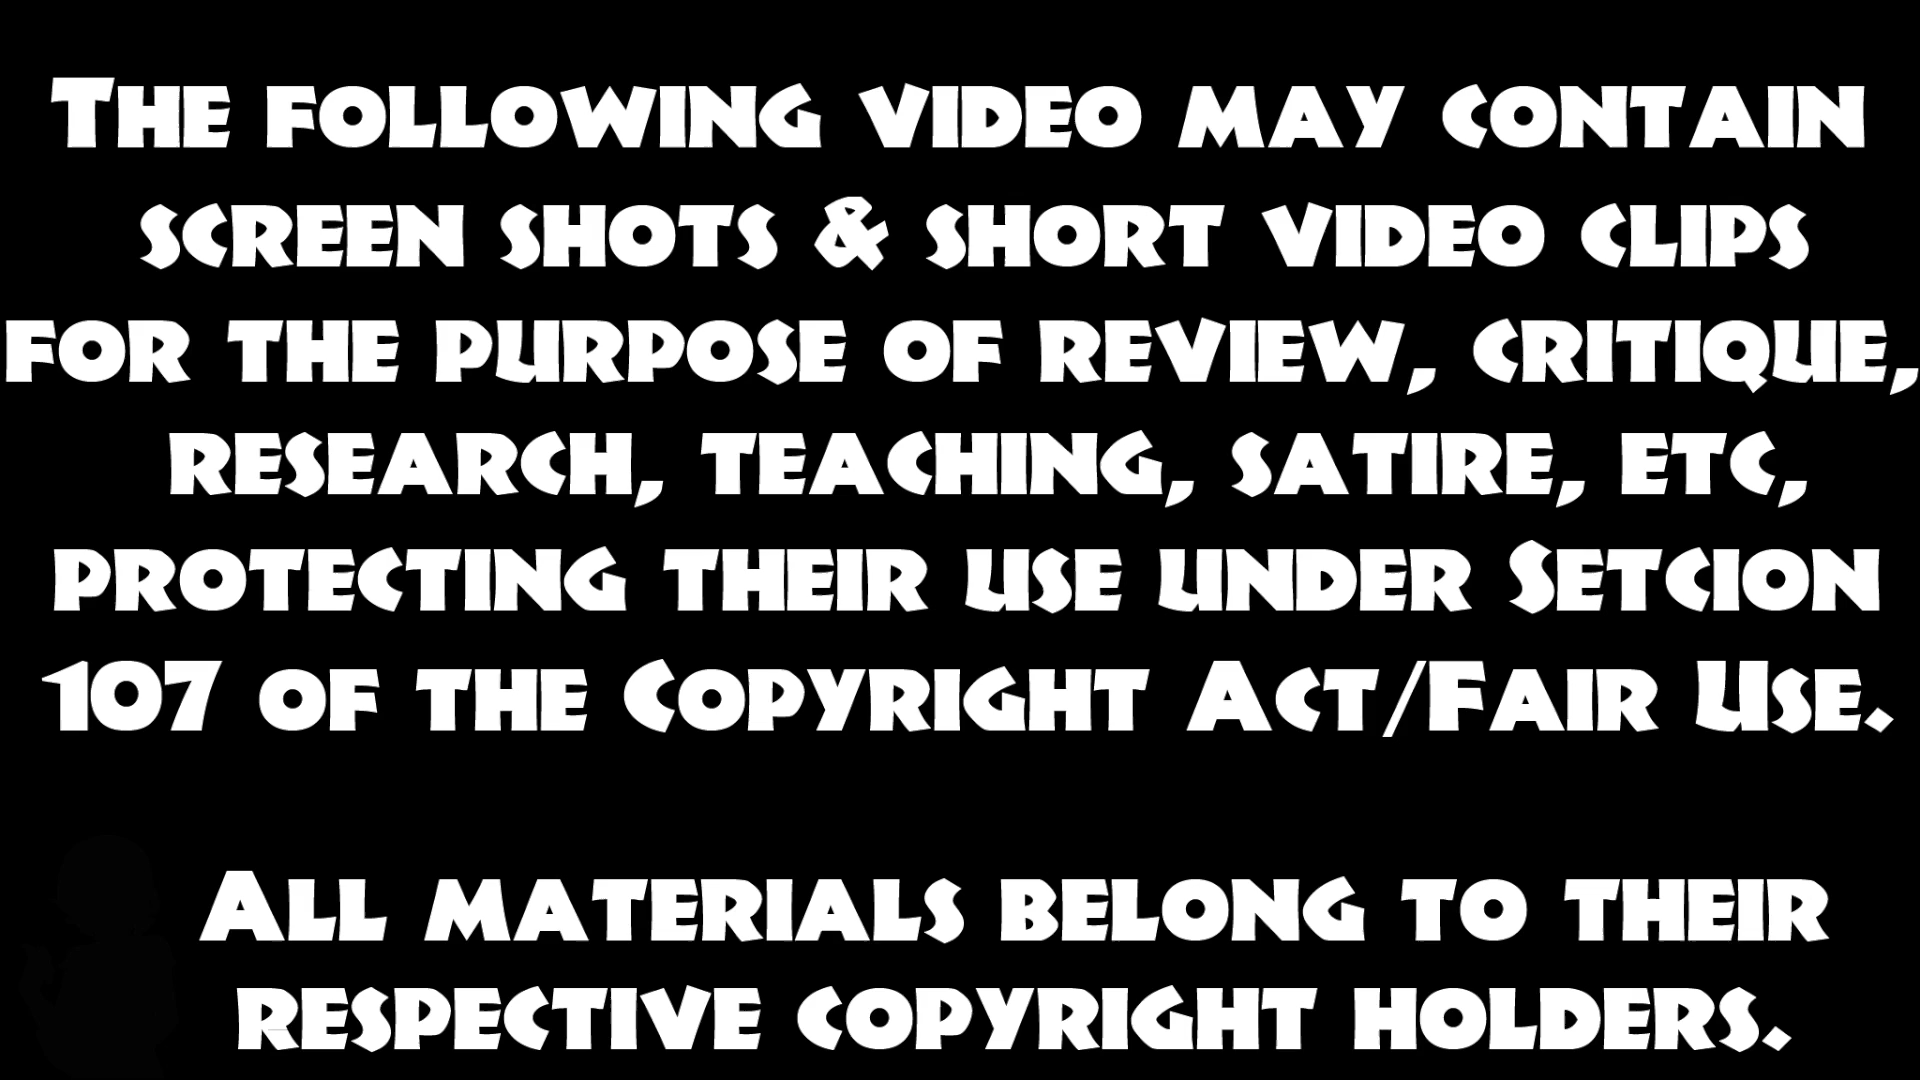 The following video may contain
screen shots & short video clips
for the purpose of review, critique,
research, teaching, satire, etc,
protecting their use under Setcion
107 of the Copyright Act/Fair Use.
All materials belong to their
respective copyright holders.